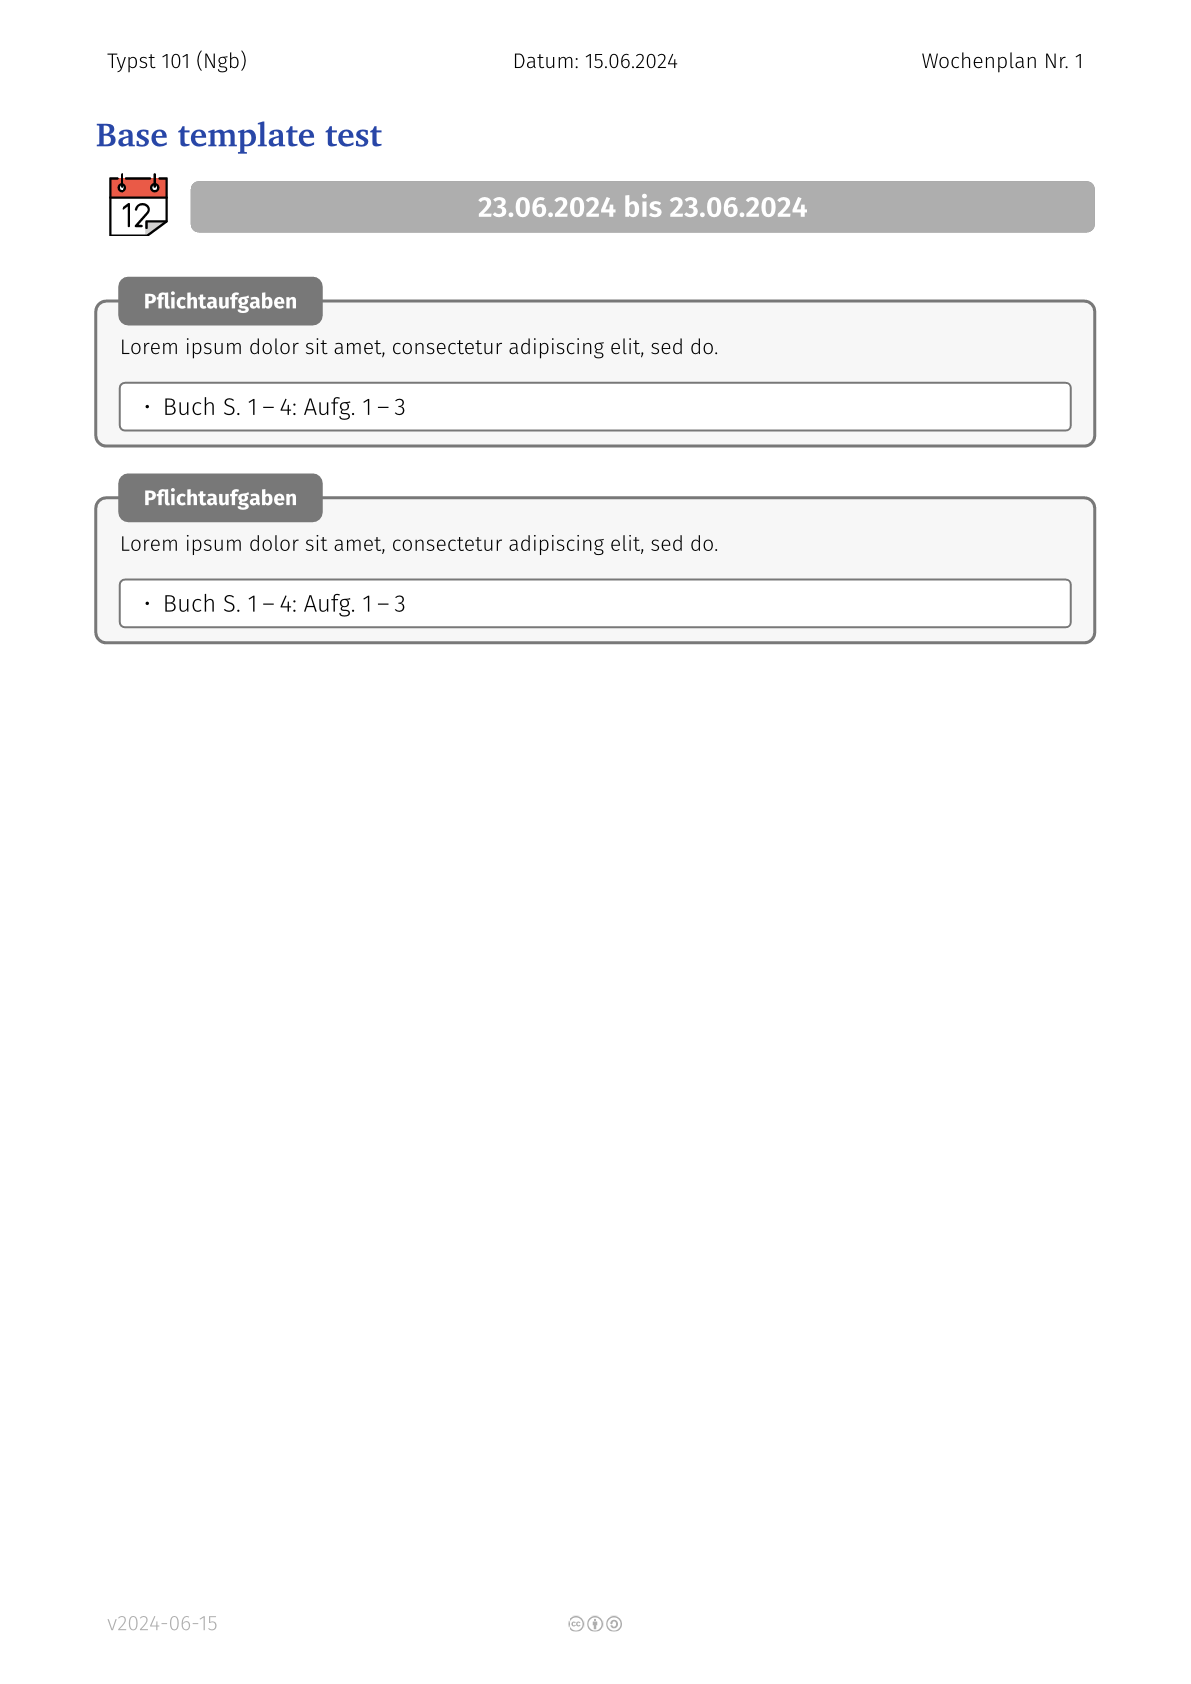 Typst 101 (Ngb) Datum: 15.06.2024 Wochenplan Nr. 1
Base template test
12
23.06.2024 bis 23.06.2024
Pflichtaufgaben
Lorem ipsum dolor sit amet, consectetur adipiscing elit, sed do.
• Buch S. 1 – 4: Aufg. 1 – 3
Pflichtaufgaben
Lorem ipsum dolor sit amet, consectetur adipiscing elit, sed do.
• Buch S. 1 – 4: Aufg. 1 – 3
v2024-06-15 cc